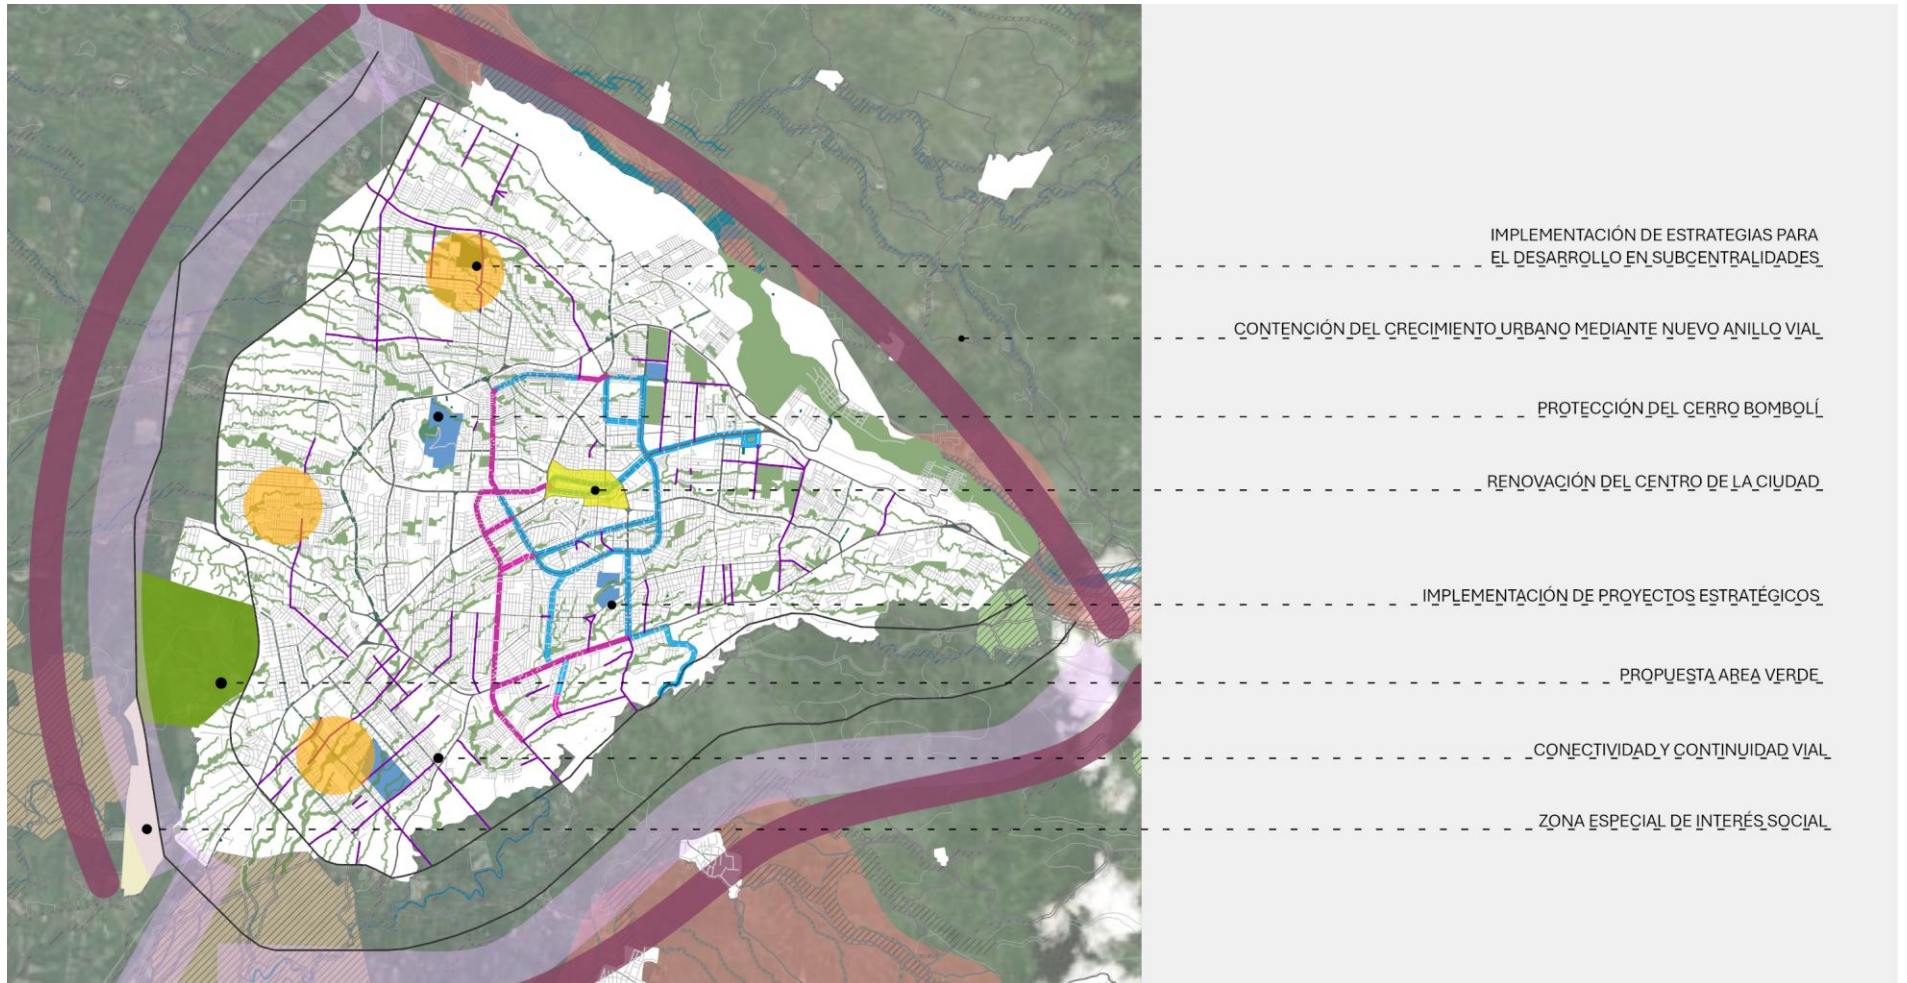 IMPLEMENTACIÓN DE ESTRATEGIAS PARA
EL DESARROLLO EN SUBCENTRALIDADES
CONTENCIÓN DEL CRECIMIENTO URBANO MEDIANTE NUEVO ANILLO VIAL
PROTECCIÓN DEL CERRO BOMBOLÍ
RENOVACIÓN DEL CENTRO DE LA CIUDAD
IMPLEMENTACIÓN DE PROYECTOS ESTRATÉGICOS
PROPUESTA AREA VERDE
CONECTIVIDAD Y CONTINUIDAD VIAL
ZONA ESPECIAL DE INTERÉS SOCIAL